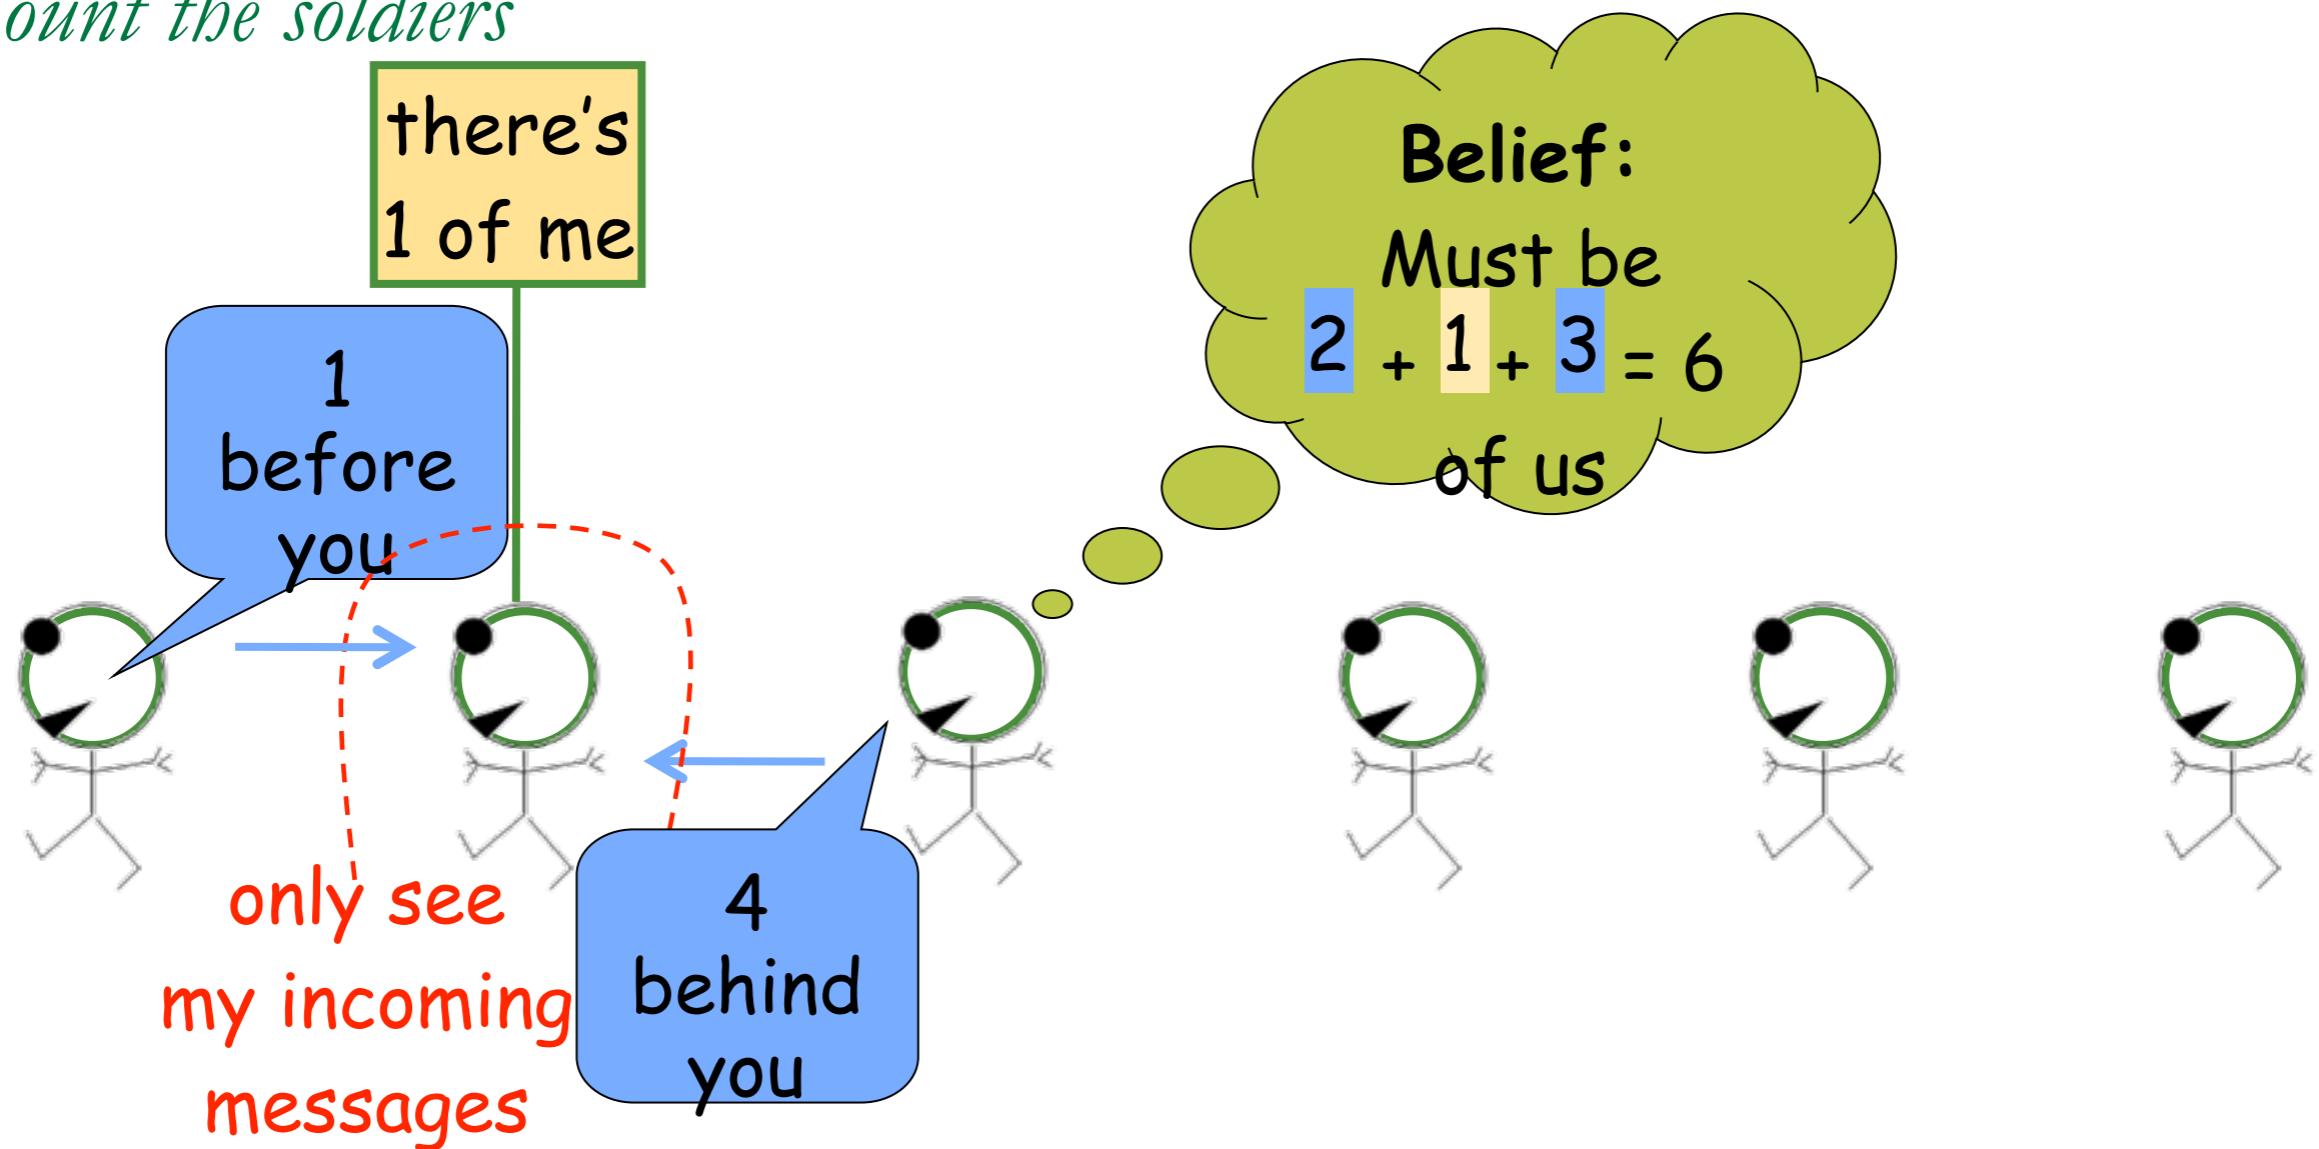 ount the soldiers
there's
1 of me
1
before
you
Belief:
Must be
2 + 1 + 3 = 6
of us
only see
my incoming
messages
4
behind
you